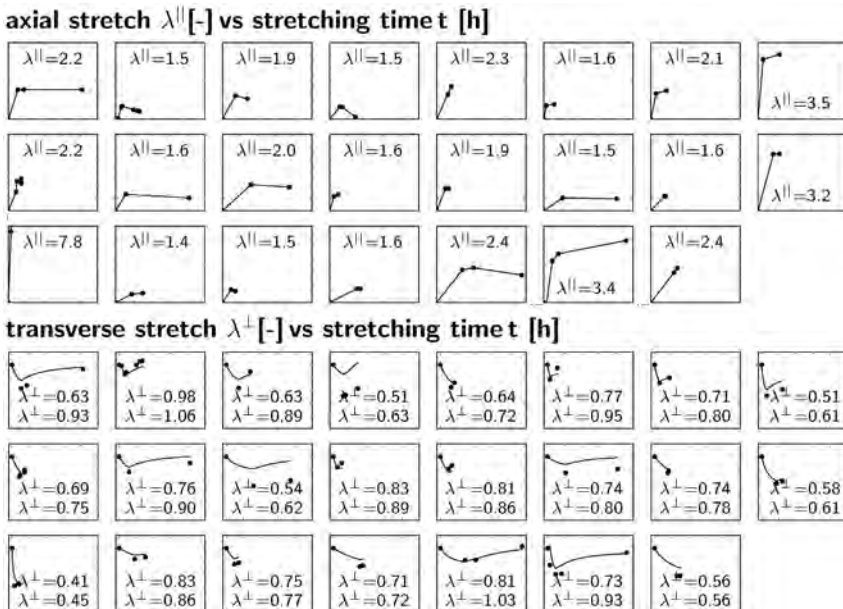 axial stretch λ||[-] vs stretching time t [h]
λ||=2.2 λ||=1.5 λ||=1.9 λ||=1.5 λ||=2.3 λ||=1.6 λ||=2.1 λ||=3.5
λ||=2.2 λ||=1.6 λ||=2.0 λ||=1.6 λ||=1.9 λ||=1.5 λ||=1.6 λ||=3.2
λ||=7.8 λ||=1.4 λ||=1.5 λ||=1.6 λ||=2.4 λ||=3.4 λ||=2.4
transverse stretch λ⊥[-] vs stretching time t [h]
λ⊥=0.63 λ⊥=0.98 λ⊥=0.63 λ⊥=0.51 λ⊥=0.64 λ⊥=0.77 λ⊥=0.71 λ⊥=0.51
λ⊥=0.93 λ⊥=1.06 λ⊥=0.89 λ⊥=0.63 λ⊥=0.72 λ⊥=0.95 λ⊥=0.80 λ⊥=0.61
λ⊥=0.69 λ⊥=0.76 λ⊥=0.54 λ⊥=0.83 λ⊥=0.81 λ⊥=0.74 λ⊥=0.74 λ⊥=0.58
λ⊥=0.75 λ⊥=0.90 λ⊥=0.62 λ⊥=0.89 λ⊥=0.86 λ⊥=0.80 λ⊥=0.78 λ⊥=0.61
λ⊥=0.41 λ⊥=0.83 λ⊥=0.75 λ⊥=0.71 λ⊥=0.81 λ⊥=0.73 λ⊥=0.56
λ⊥=0.45 λ⊥=0.86 λ⊥=0.77 λ⊥=0.72 λ⊥=1.03 λ⊥=0.93 λ⊥=0.56